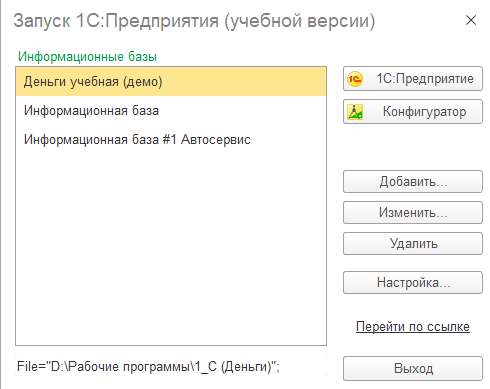 Запуск 1С:Предприятия (учебной версии)
Информационные базы
Деньги учебная (демо)
Информационная база
Информационная база #1 Автосервис
1С:Предприятие
Конфигуратор
Добавить...
Изменить...
Удалить
Настройка...
Перейти по ссылке
File="D:\Рабочие программы\1_С (Деньги)";
Выход